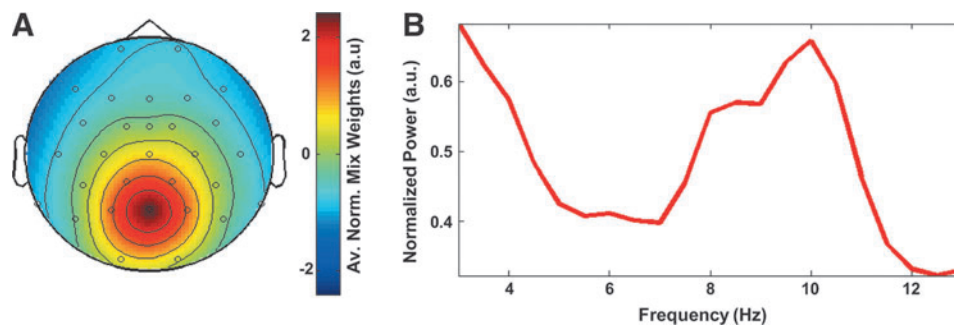 A
2
0
-2
Av. Norm. Mix Weights (a.u)
B
Normalized Power (a.u.)
0.6
0.5
0.4
4
6
8
10
12
Frequency (Hz)